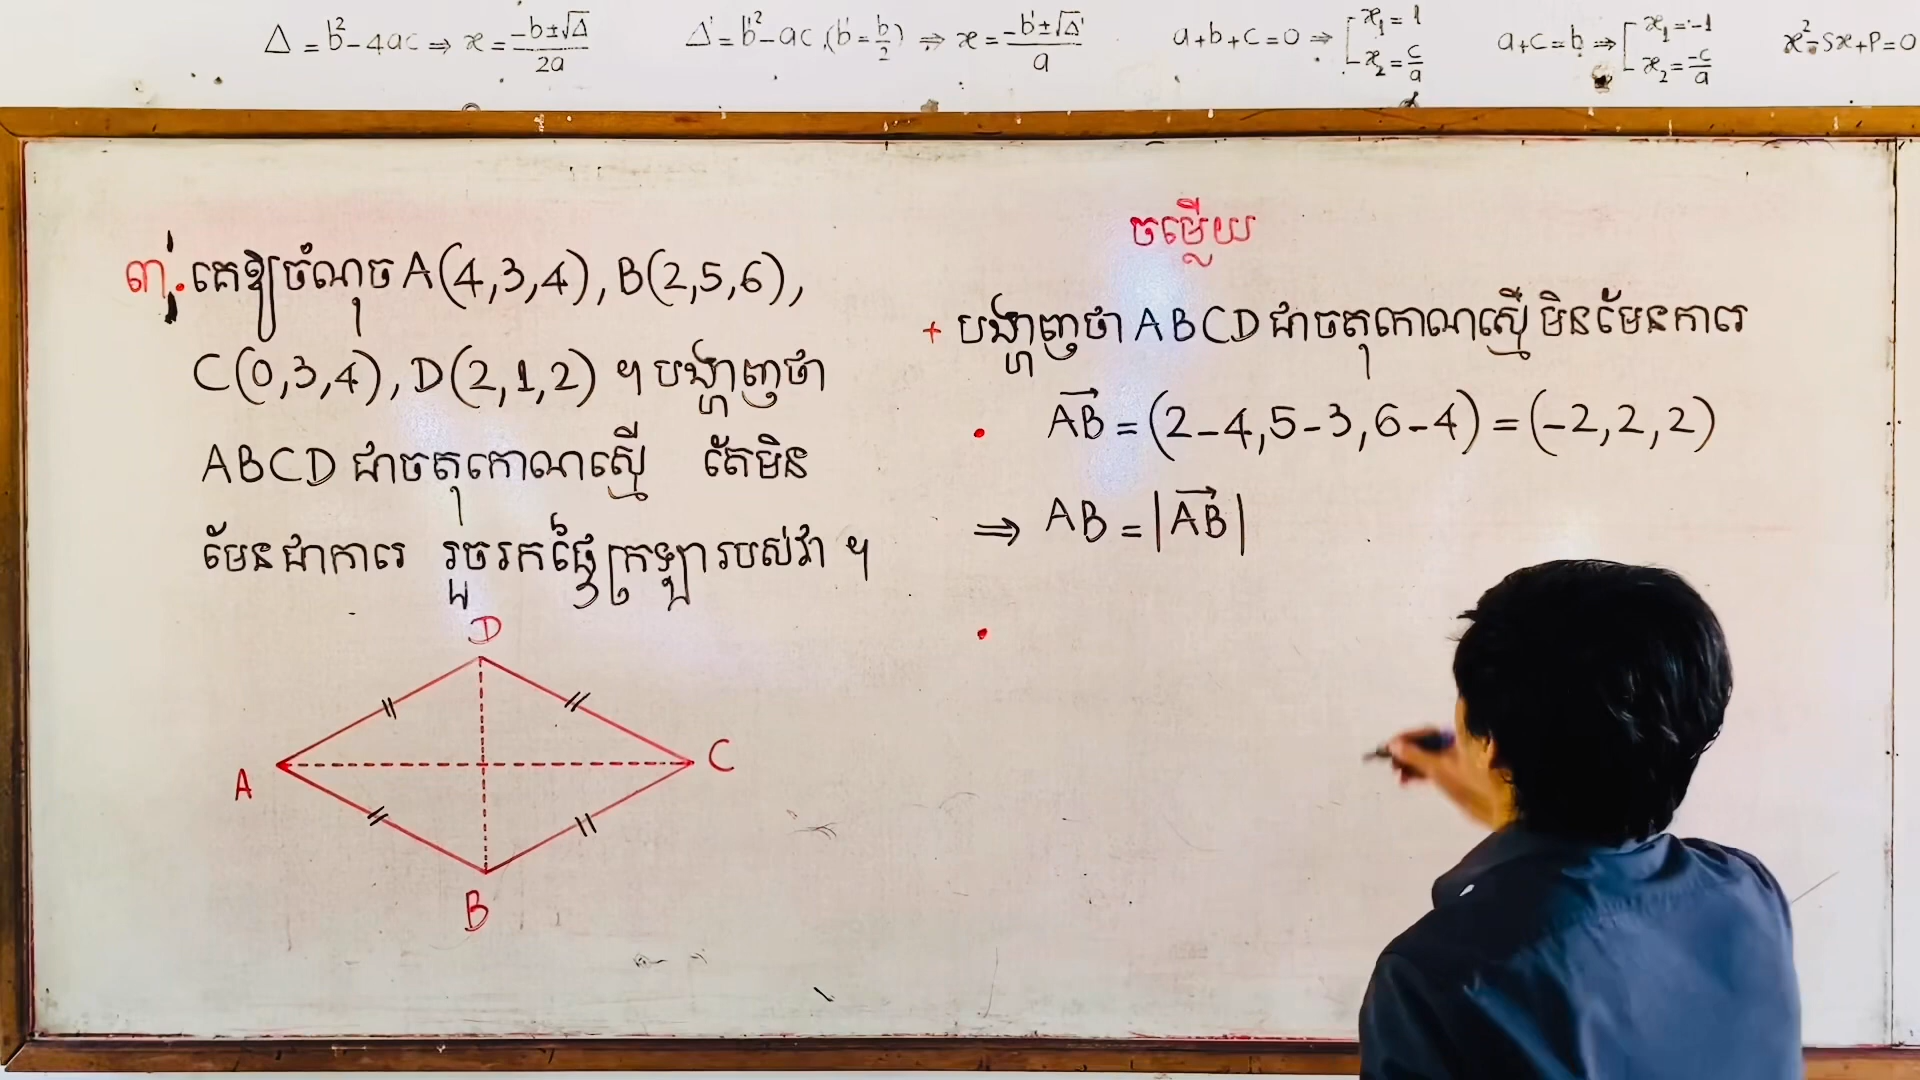 Δ = b² - 4ac ⇒ x = (-b ± √Δ)/2a
Δ' = b'² - ac, (b' = b/2) ⇒ x = (-b' ± √Δ')/a
a + b + c = 0 ⇒ [x₁ = 1 x₂ = c/a
a + c = b ⇒ [x₁ = -1 x₂ = -c/a
x² - Sx + P = 0
៣. គេឱ្យចំណុច A(4,3,4), B(2,5,6),
C(0,3,4), D(2,1,2) ។ បង្ហាញថា
ABCD ជាចតុកោណស្មើ តែមិន
មែនជាការេ រួចរកផ្ទៃក្រឡារបស់វា ។
D
A
C
B
ចម្លើយ
+ បង្ហាញថា ABCD ជាចតុកោណស្មើ មិនមែនការេ
• AB⃗ = (2-4, 5-3, 6-4) = (-2, 2, 2)
⇒ AB = |AB⃗|
•